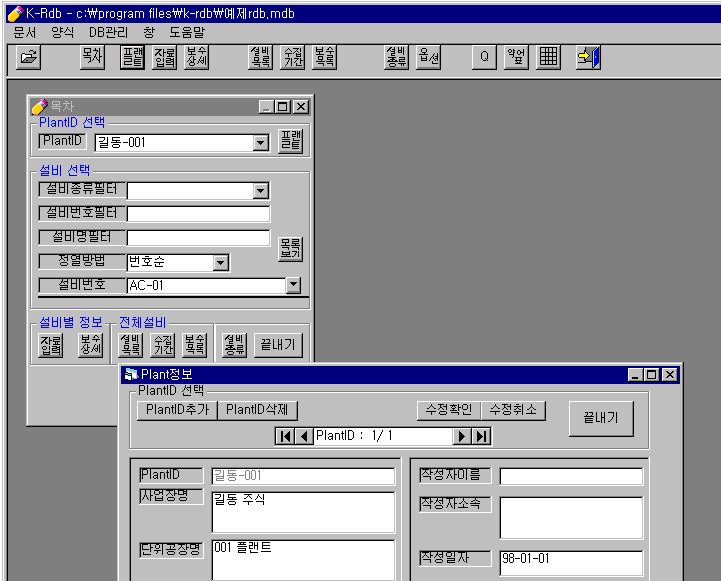 K-Rdb - c:\program files\k-rdb\예제rdb.mdb
문서 양식 DB관리 창 도움말
목차 플랜트 자료입력 보수상세 설비목록 수집기간 보수목록 설비종류 옵션 Q 약어표
목차
PlantID 선택
PlantID 길동-001 플랜트
설비 선택
설비종류필터
설비번호필터
설비명필터
목록보기
정열방법 번호순
설비번호 AC-01
설비별 정보 전체설비
자료입력 보수상세 설비목록 수집기간 보수목록 설비종류 끝내기
Plant정보
PlantID 선택
PlantID추가 PlantID삭제 수정확인 수정취소 끝내기
PlantID : 1/ 1
PlantID 길동-001 작성자이름
사업장명 길동 주식 작성자소속
단위공장명 001 플랜트 작성일자 98-01-01